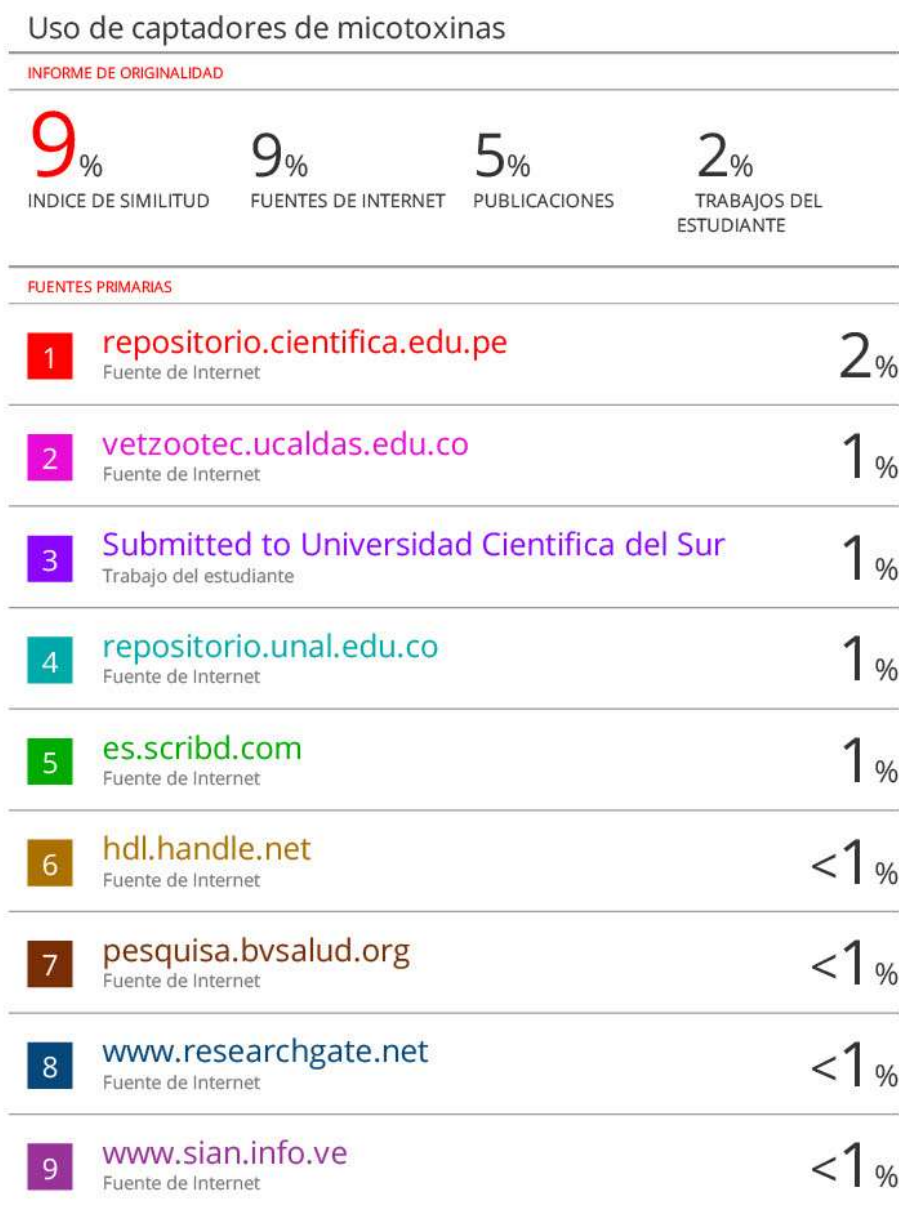 Uso de captadores de micotoxinas
INFORME DE ORIGINALIDAD
9%
INDICE DE SIMILITUD
9%
FUENTES DE INTERNET
5%
PUBLICACIONES
2%
TRABAJOS DEL
ESTUDIANTE
FUENTES PRIMARIAS
1
repositorio.cientifica.edu.pe
Fuente de Internet
2%
2
vetzootec.ucaldas.edu.co
Fuente de Internet
1%
3
Submitted to Universidad Cientifica del Sur
Trabajo del estudiante
1%
4
repositorio.unal.edu.co
Fuente de Internet
1%
5
es.scribd.com
Fuente de Internet
1%
6
hdl.handle.net
Fuente de Internet
<1%
7
pesquisa.bvsalud.org
Fuente de Internet
<1%
8
www.researchgate.net
Fuente de Internet
<1%
9
www.sian.info.ve
Fuente de Internet
<1%